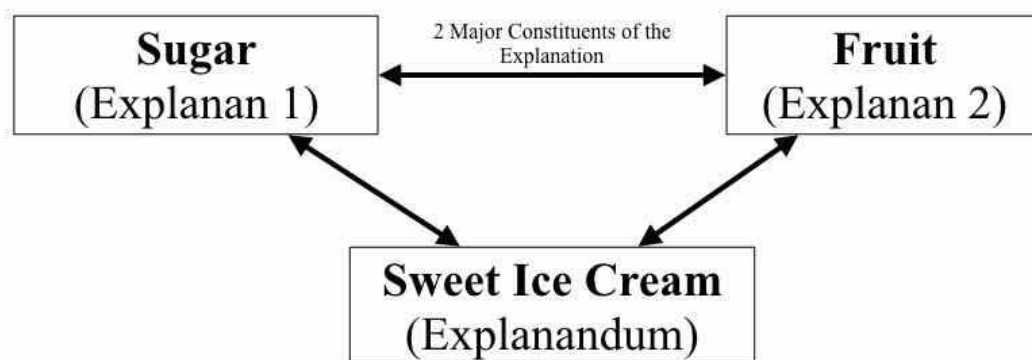 Sugar
(Explanan 1)
2 Major Constituents of the
Explanation
Fruit
(Explanan 2)
Sweet Ice Cream
(Explanandum)